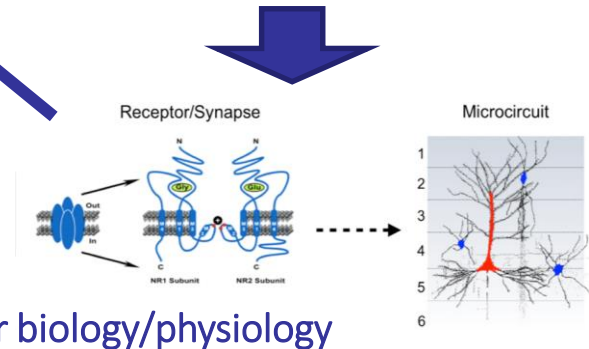 Receptor/Synapse
Microcircuit
N
N
Gly
Glu
Out
In
C
C
NR1 Subunit
NR2 Subunit
1
2
3
4
5
6
r biology/physiology